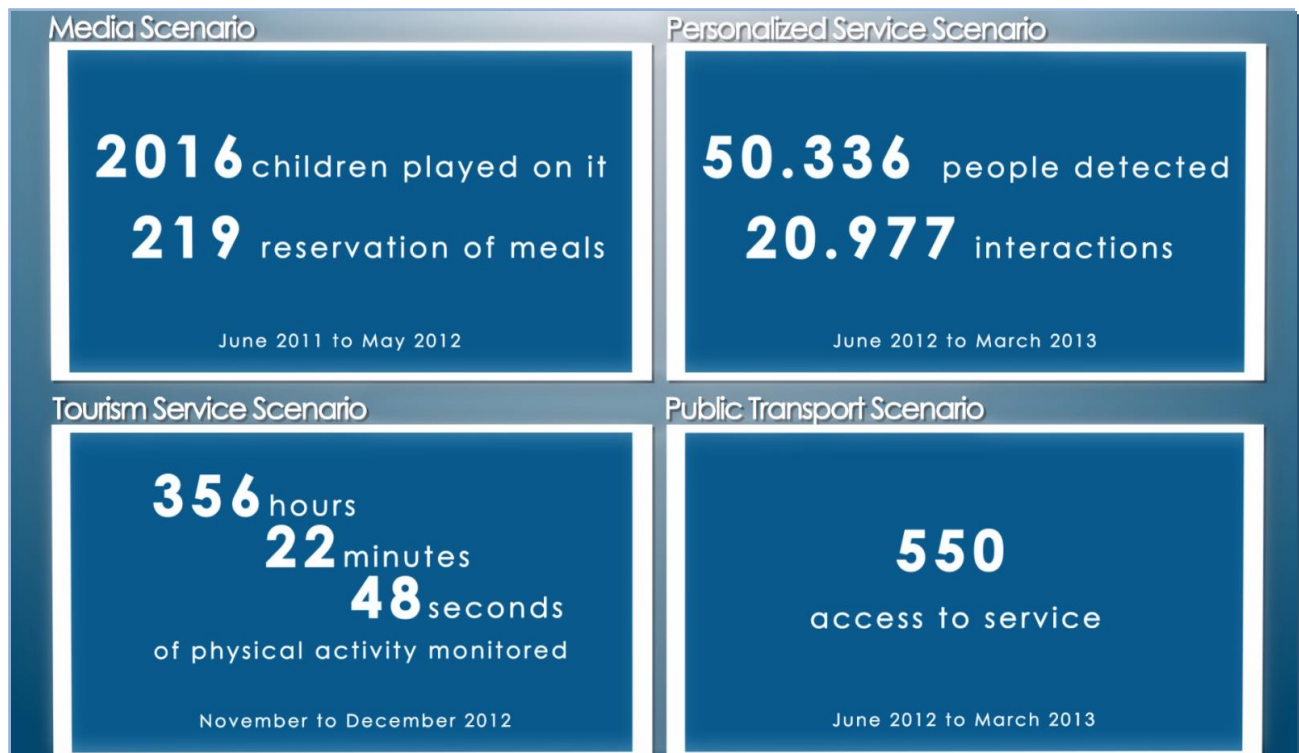 Media Scenario
2016 children played on it
219 reservation of meals
June 2011 to May 2012
Personalized Service Scenario
50.336 people detected
20.977 interactions
June 2012 to March 2013
Tourism Service Scenario
356 hours
22 minutes
48 seconds
of physical activity monitored
November to December 2012
Public Transport Scenario
550
access to service
June 2012 to March 2013